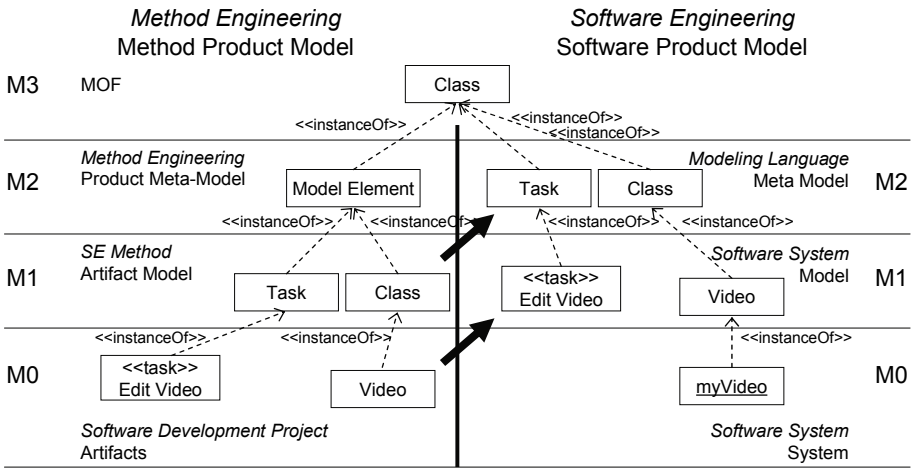 Method Engineering
Method Product Model
Software Engineering
Software Product Model
M3
MOF
Class
<<instanceOf>>
<<instanceOf>>
<<instanceOf>>
M2
Method Engineering
Product Meta-Model
Model Element
Task
Class
Modeling Language
Meta Model
M2
<<instanceOf>>
<<instanceOf>>
<<instanceOf>>
<<instanceOf>>
M1
SE Method
Artifact Model
Task
Class
<<task>>
Edit Video
Video
Software System
Model
M1
<<instanceOf>>
<<instanceOf>>
<<instanceOf>>
M0
<<task>>
Edit Video
Video
myVideo
M0
Software Development Project
Artifacts
Software System
System